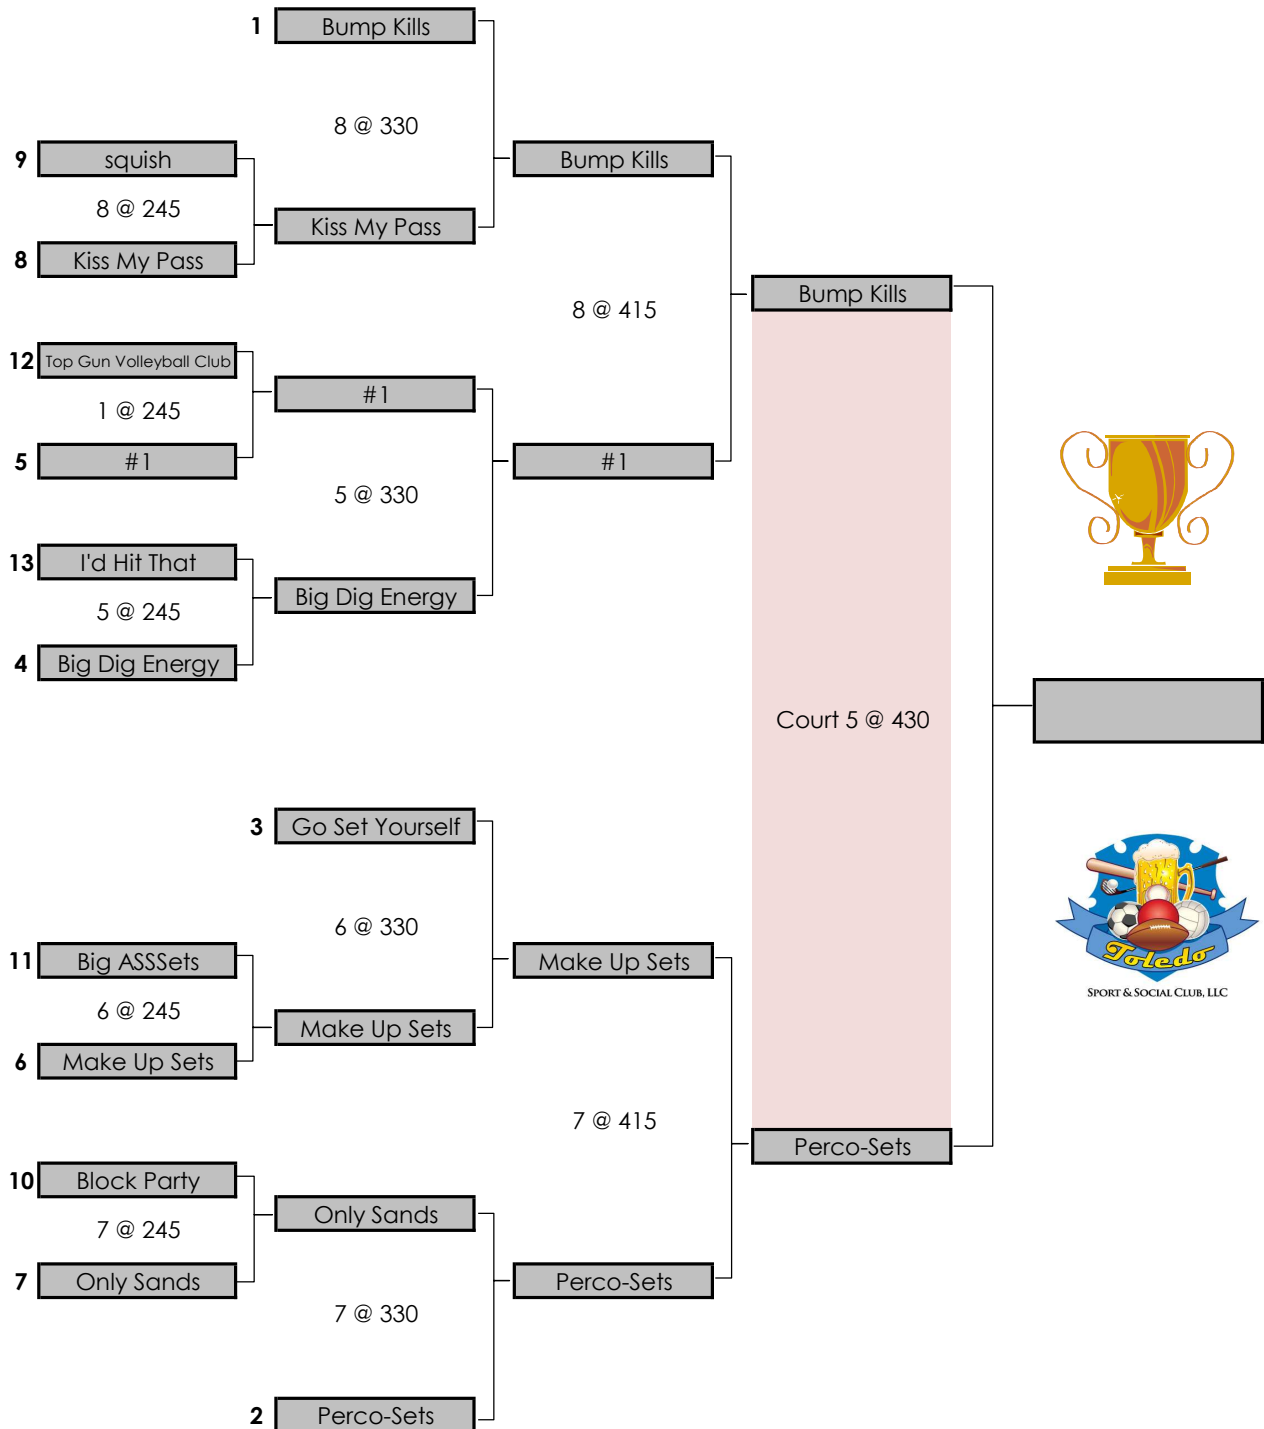 1 Bump Kills
8 @ 330
9 squish
Bump Kills
8 @ 245
Kiss My Pass
8 Kiss My Pass
Bump Kills
8 @ 415
12 Top Gun Volleyball Club
#1
1 @ 245
5 #1
#1
5 @ 330
13 I'd Hit That
Big Dig Energy
5 @ 245
4 Big Dig Energy
Court 5 @ 430
3 Go Set Yourself
6 @ 330
11 Big ASSSets
Make Up Sets
6 @ 245
Make Up Sets
6 Make Up Sets
Toledo
SPORT & SOCIAL CLUB, LLC
7 @ 415
Perco-Sets
10 Block Party
Only Sands
7 @ 245
7 Only Sands
Perco-Sets
7 @ 330
2 Perco-Sets